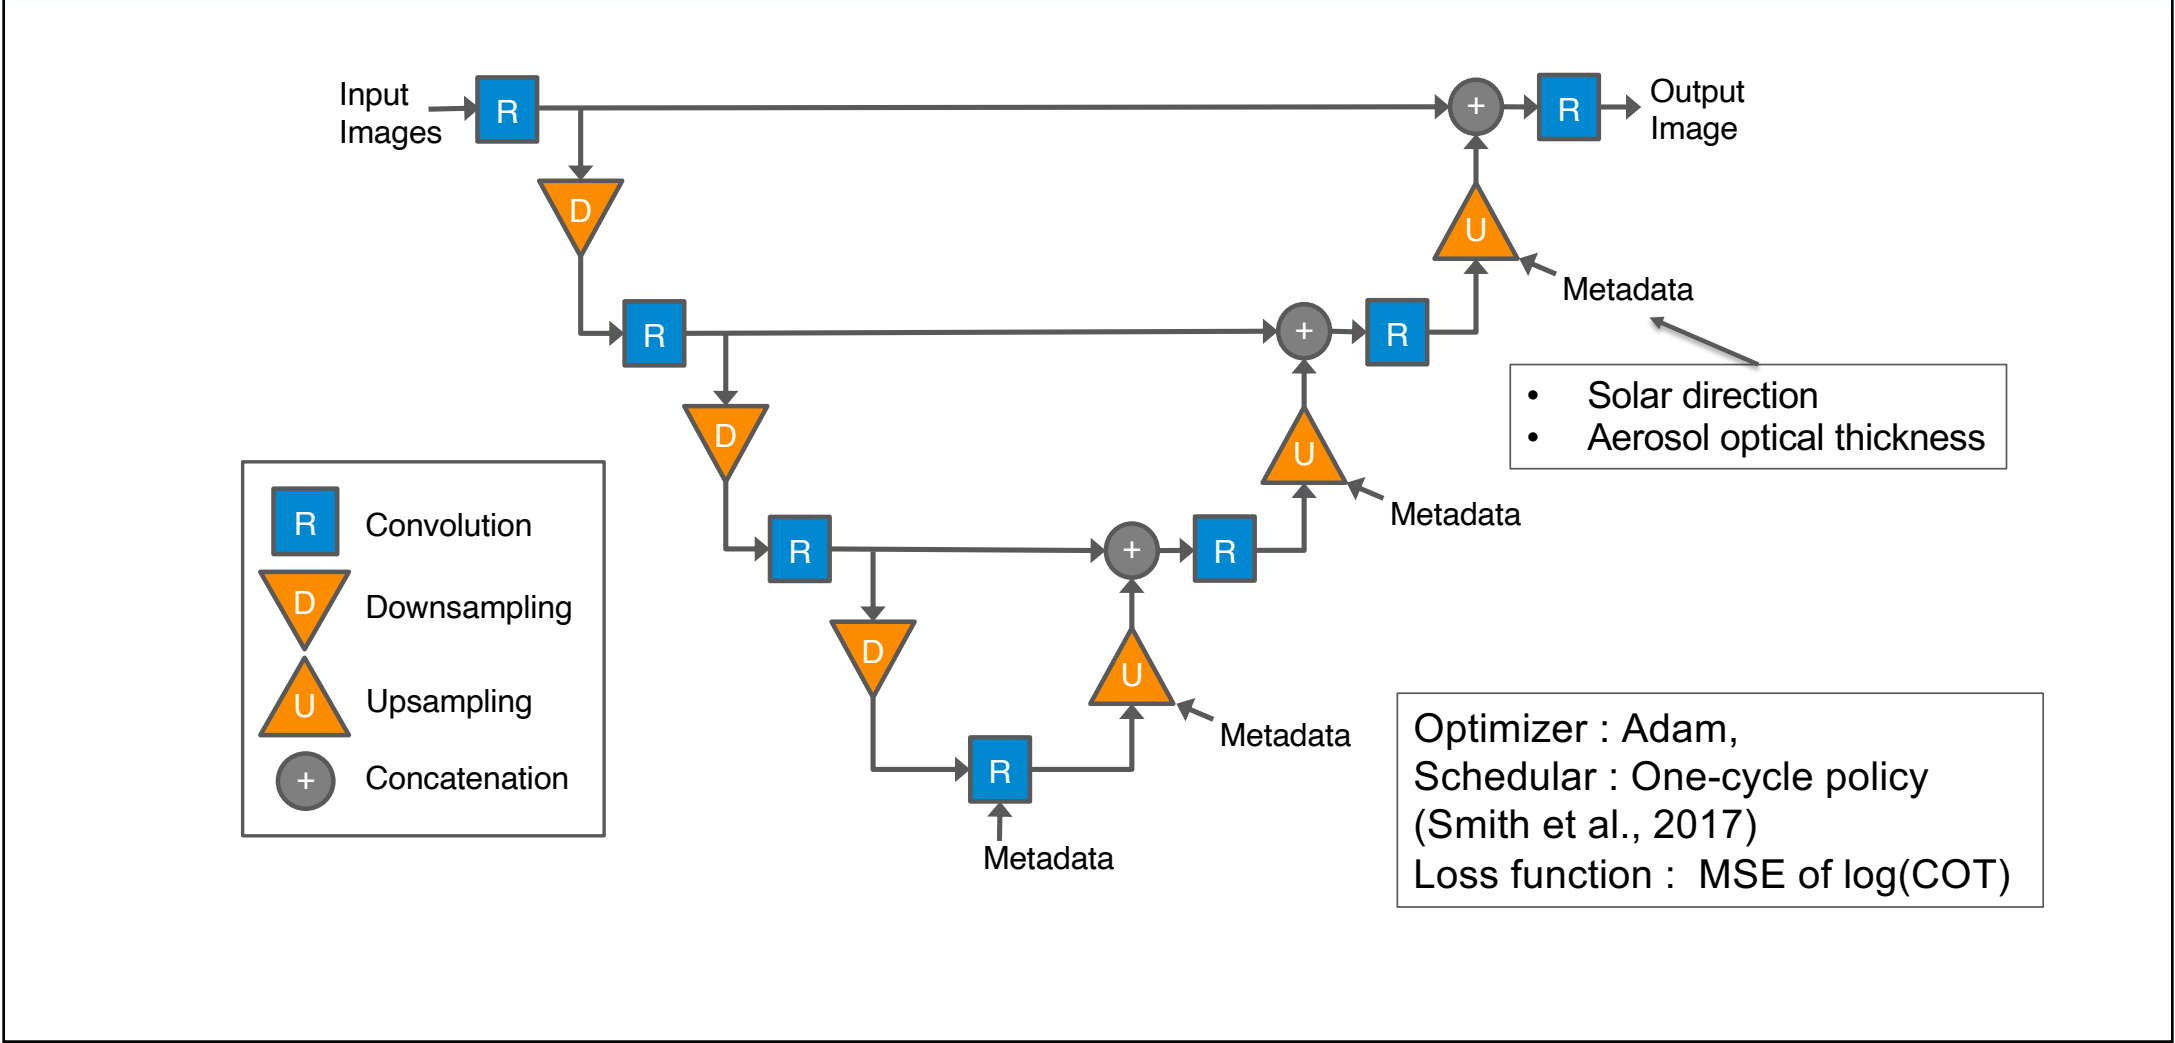 Input
Images
R
+
R
Output
Image
D
U
Metadata
R
+
R
• Solar direction
• Aerosol optical thickness
D
U
Metadata
R
+
R
D
U
Metadata
R
Metadata
R Convolution
D Downsampling
U Upsampling
+ Concatenation
Optimizer : Adam,
Schedular : One-cycle policy
(Smith et al., 2017)
Loss function : MSE of log(COT)